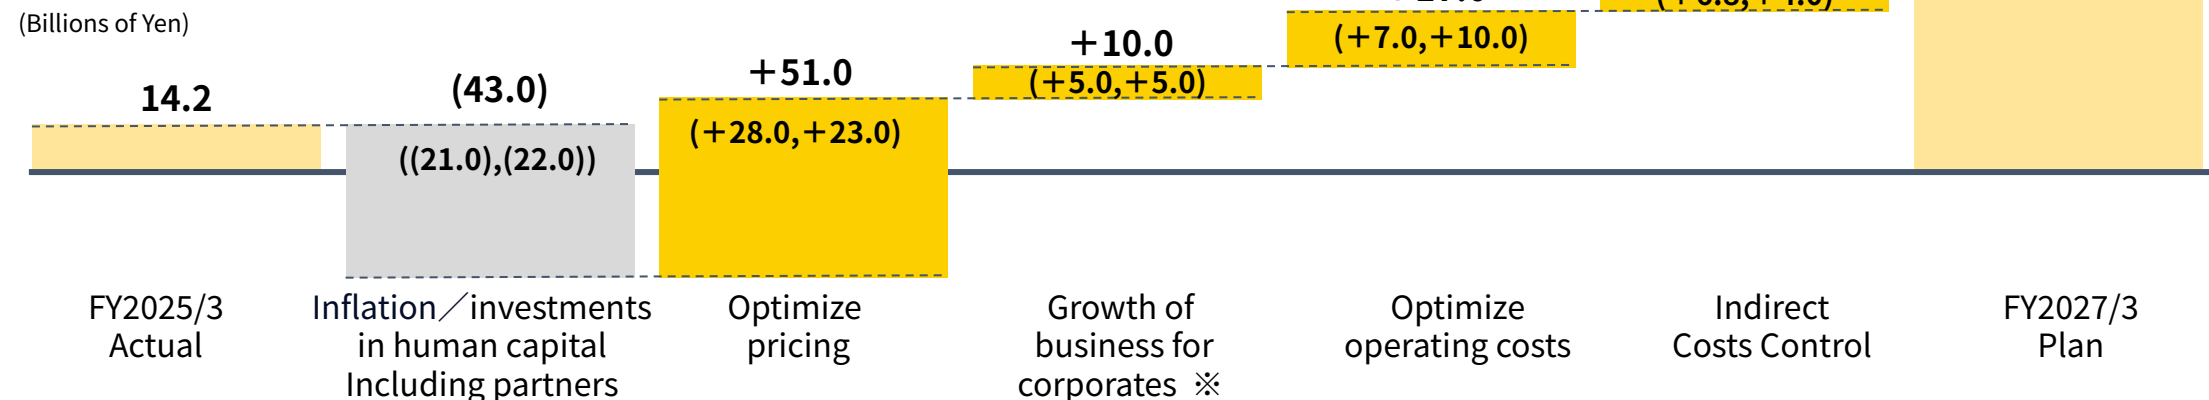 (Billions of Yen)
14.2
(43.0)
((21.0),(22.0))
+51.0
(+28.0,+23.0)
+10.0
(+5.0,+5.0)
(+7.0,+10.0)
FY2025/3
Actual
Inflation/investments
in human capital
Including partners
Optimize
pricing
Growth of
business for
corporates ※
Optimize
operating costs
Indirect
Costs Control
FY2027/3
Plan